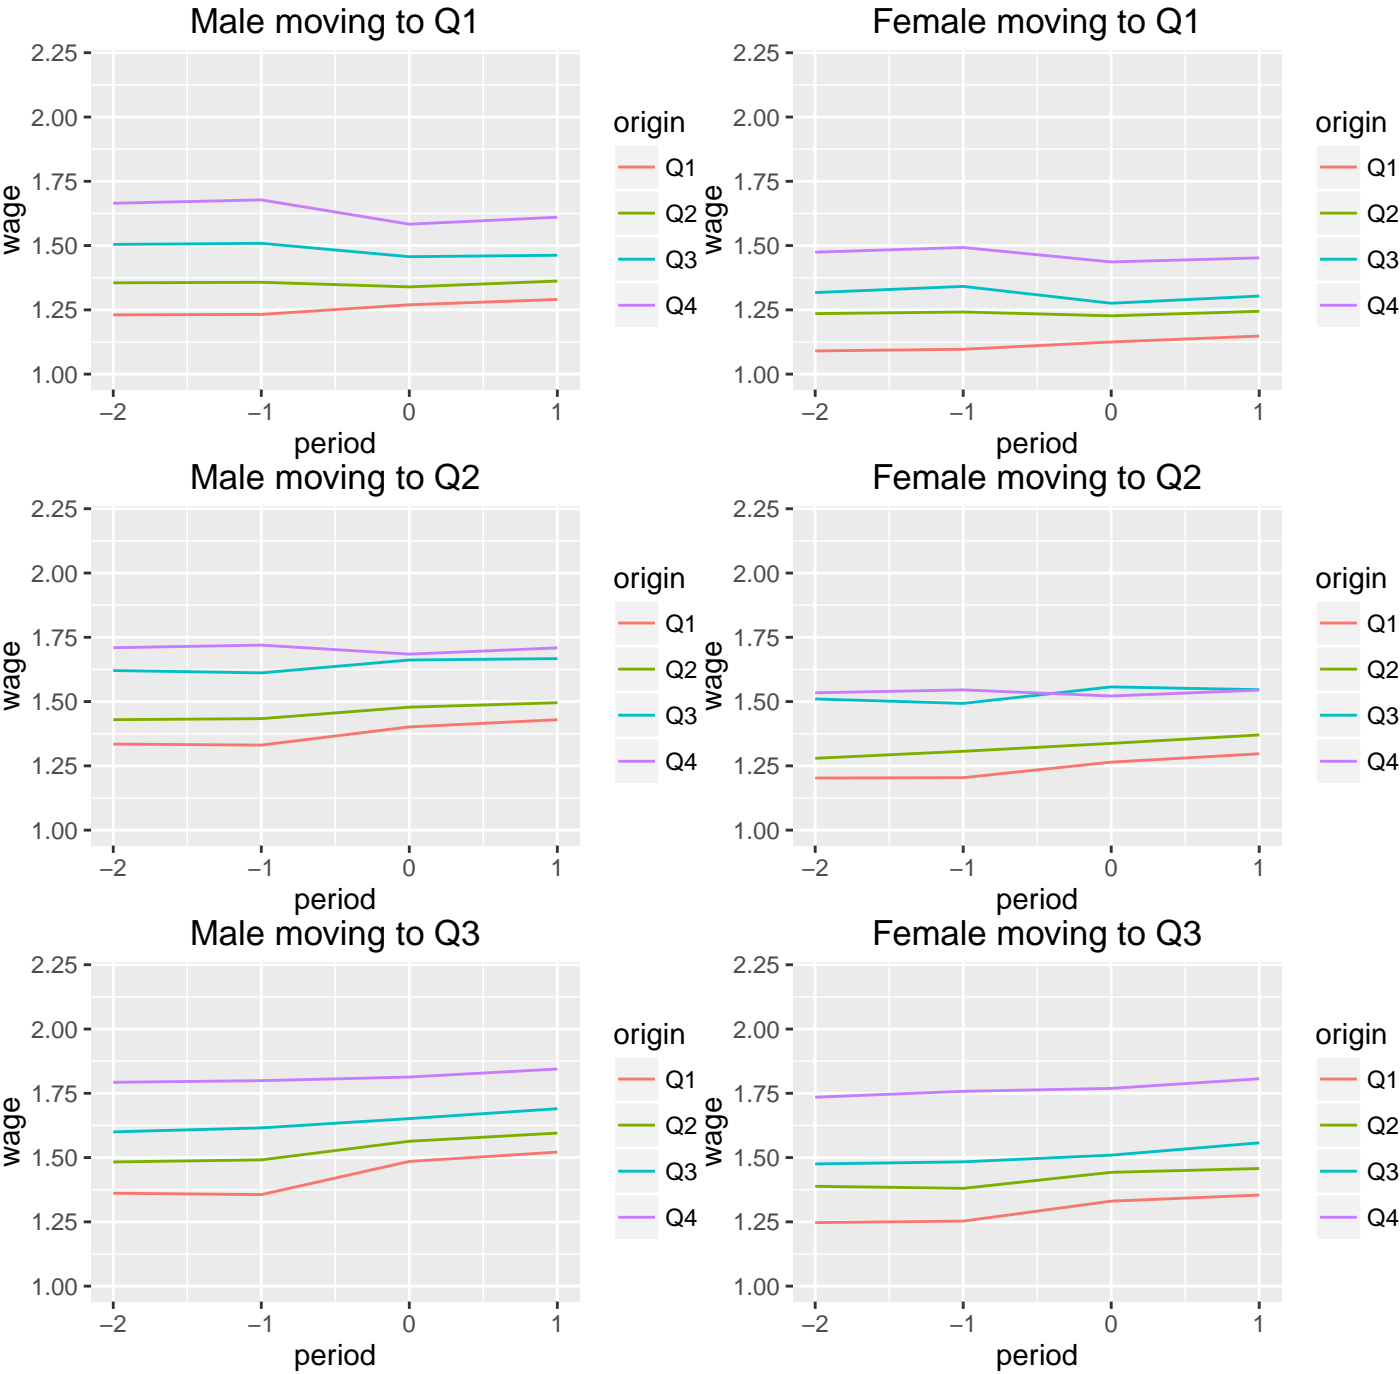 Male moving to Q1
2.25
2.00
1.75
1.50
1.25
1.00
wage
−2 −1 0 1
period
origin
Q1
Q2
Q3
Q4
Female moving to Q1
2.25
2.00
1.75
1.50
1.25
1.00
wage
−2 −1 0 1
period
origin
Q1
Q2
Q3
Q4
Male moving to Q2
2.25
2.00
1.75
1.50
1.25
1.00
wage
−2 −1 0 1
period
origin
Q1
Q2
Q3
Q4
Female moving to Q2
2.25
2.00
1.75
1.50
1.25
1.00
wage
−2 −1 0 1
period
origin
Q1
Q2
Q3
Q4
Male moving to Q3
2.25
2.00
1.75
1.50
1.25
1.00
wage
−2 −1 0 1
period
origin
Q1
Q2
Q3
Q4
Female moving to Q3
2.25
2.00
1.75
1.50
1.25
1.00
wage
−2 −1 0 1
period
origin
Q1
Q2
Q3
Q4